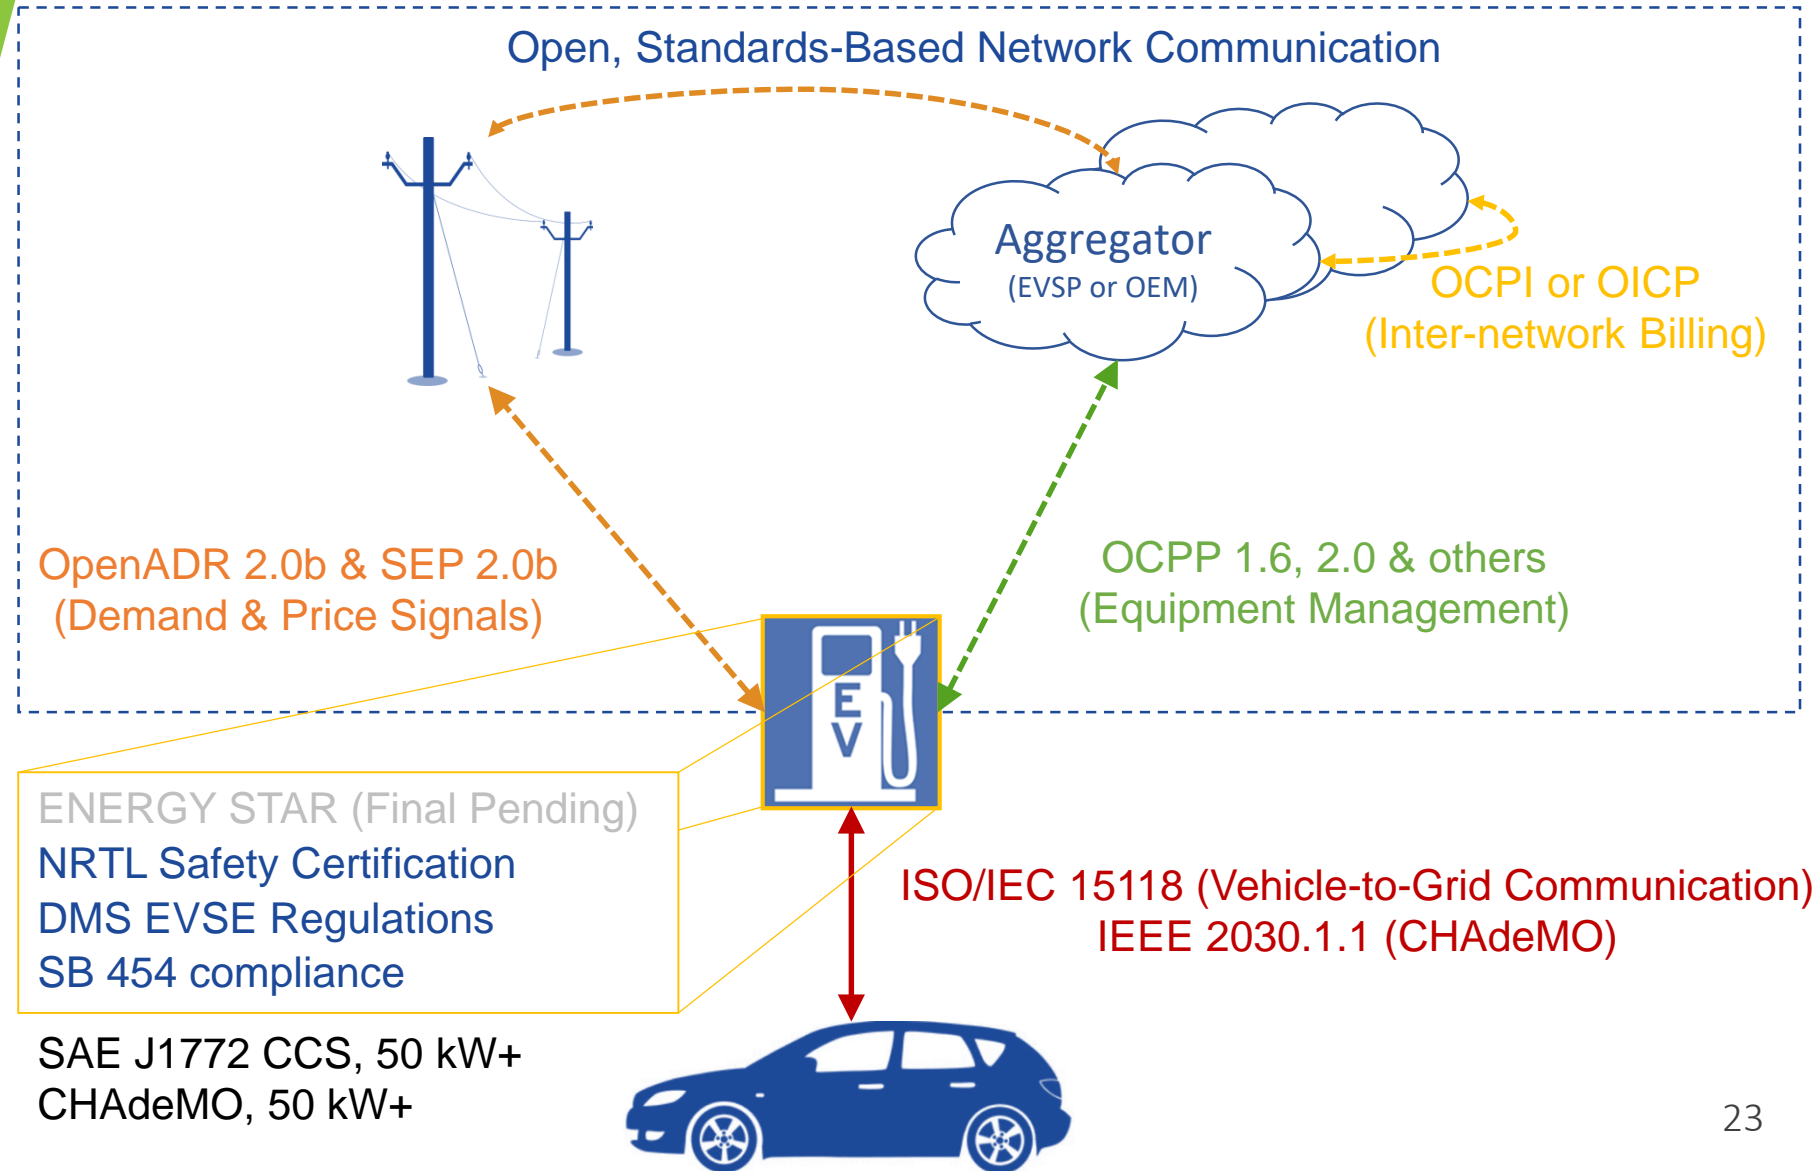 Open, Standards-Based Network Communication
Aggregator
(EVSP or OEM)
OCPI or OICP
(Inter-network Billing)
OpenADR 2.0b & SEP 2.0b
(Demand & Price Signals)
OCPP 1.6, 2.0 & others
(Equipment Management)
E
V
ENERGY STAR (Final Pending)
NRTL Safety Certification
DMS EVSE Regulations
SB 454 compliance
ISO/IEC 15118 (Vehicle-to-Grid Communication)
IEEE 2030.1.1 (CHAdeMO)
SAE J1772 CCS, 50 kW+
CHAdeMO, 50 kW+
23